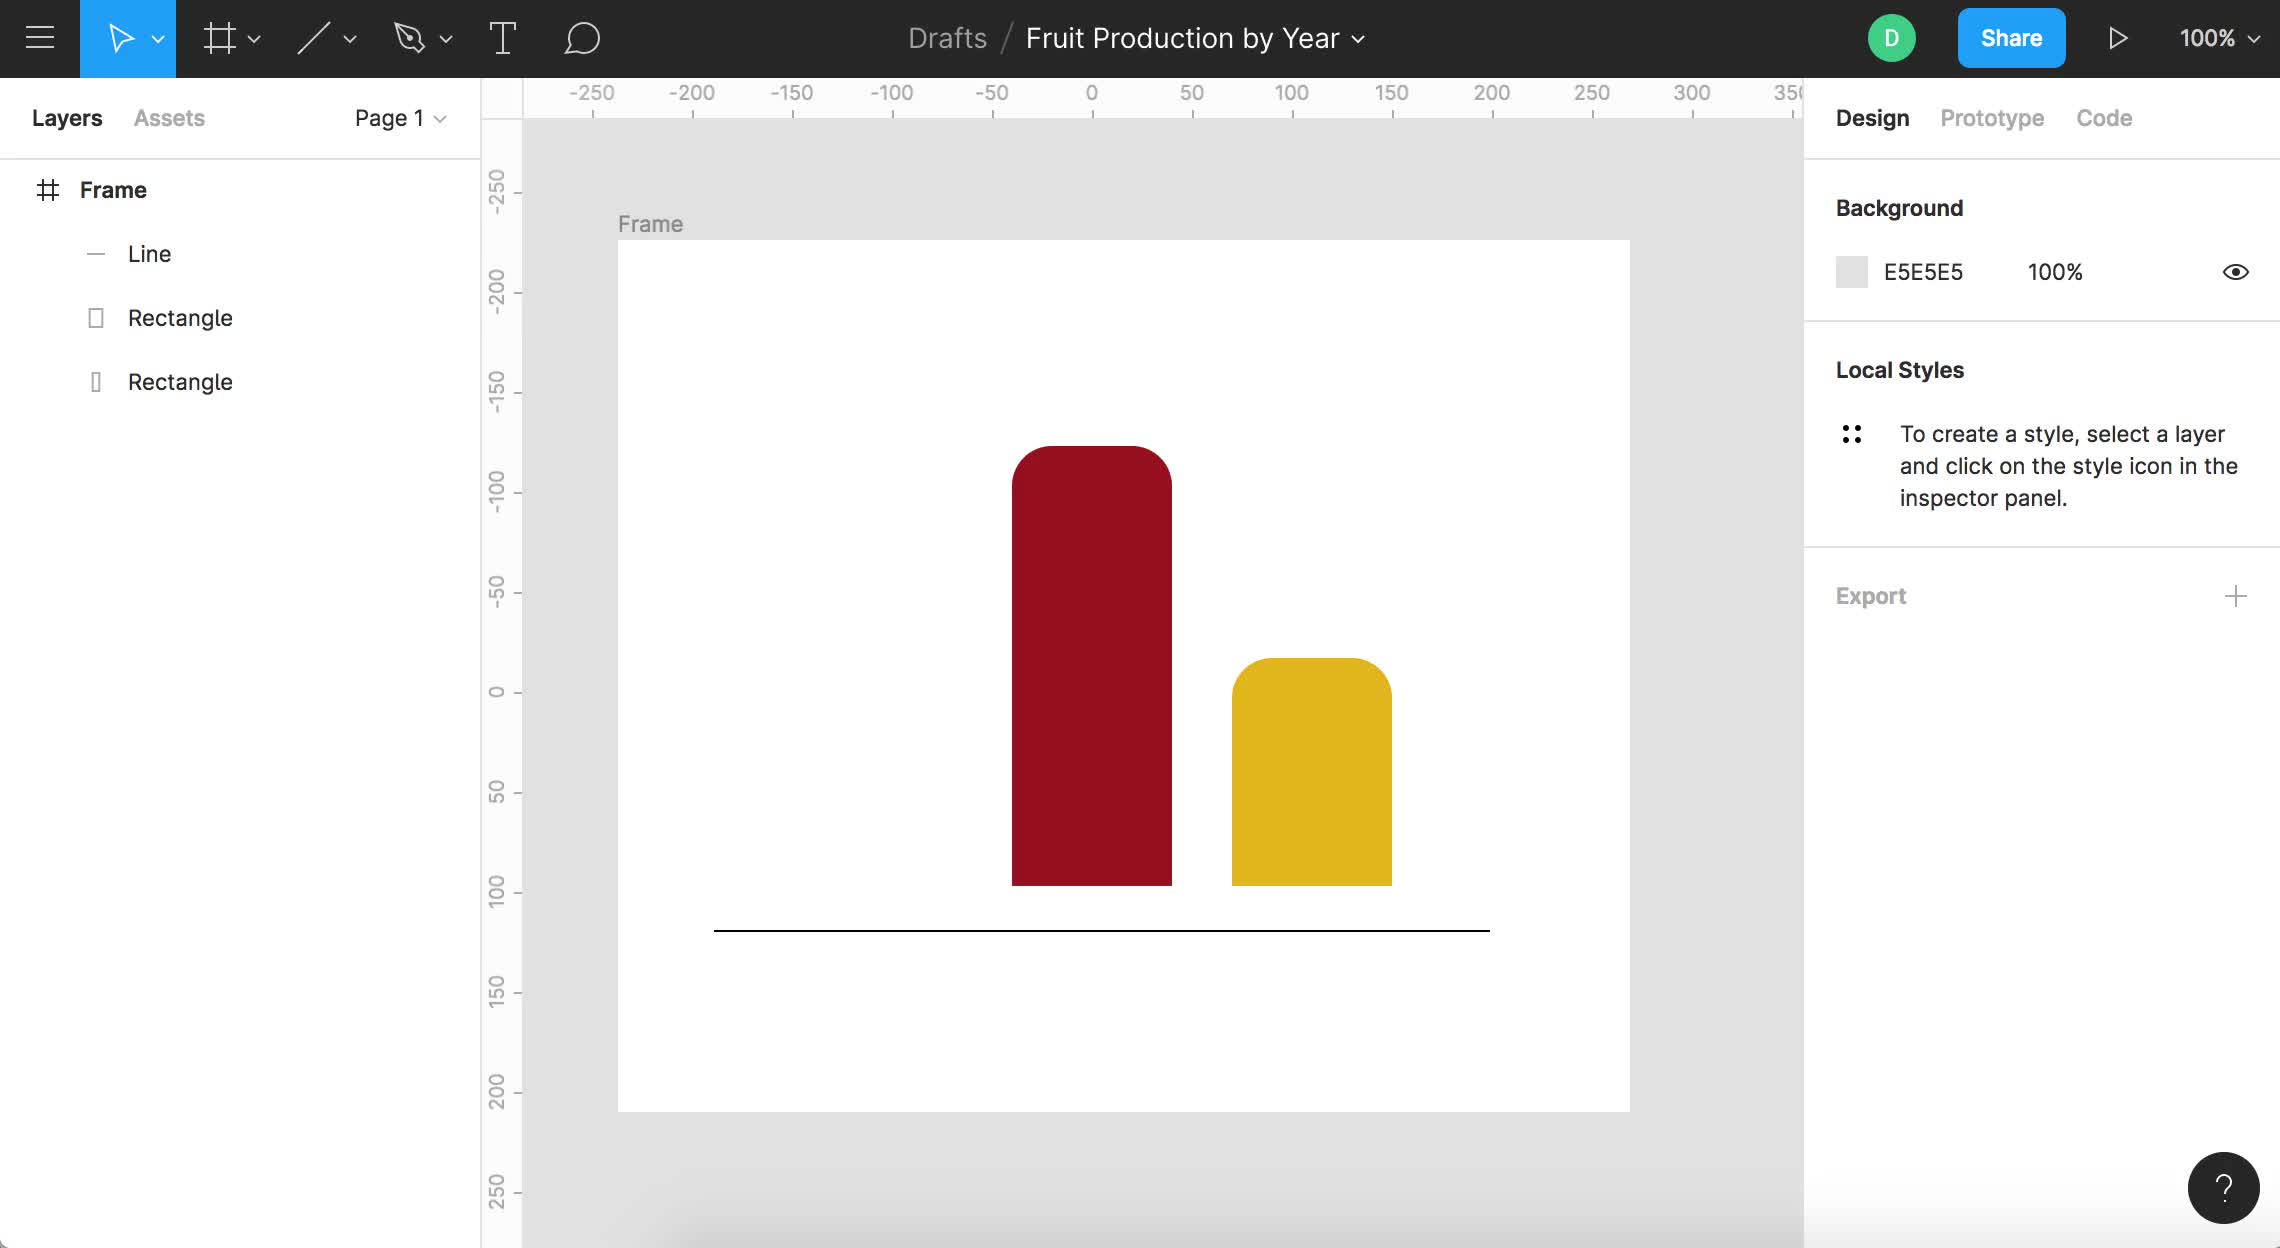 Drafts / Fruit Production by Year
D
Share
100%
Layers
Assets
Page 1
Frame
Line
Rectangle
Rectangle
-250 -200 -150 -100 -50 0 50 100 150 200 250 300 350
-250
-200
-150
-100
-50
0
50
100
150
200
250
Frame
Design
Prototype
Code
Background
E5E5E5 100%
Local Styles
To create a style, select a layer
and click on the style icon in the
inspector panel.
Export
?